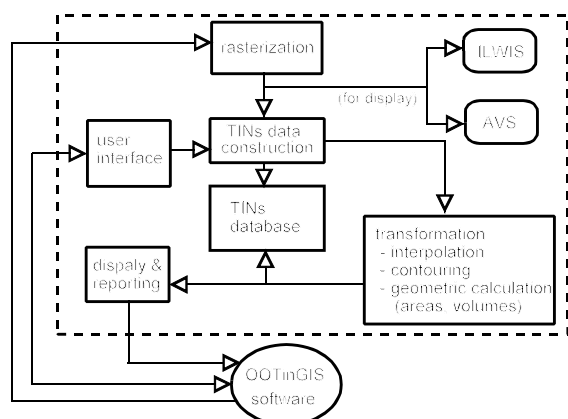 rasterization
ILWIS
(for display)
AVS
user
interface
TINs data
construction
TINs
database
transformation
- interpolation
- contouring
- geometric calculation
(areas, volumes)
dispaly &
reporting
OOTinGIS
software